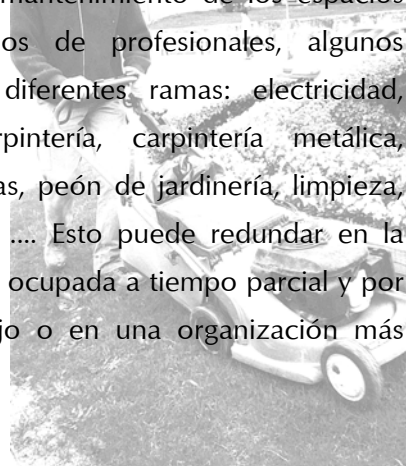 mantenimiento de los espacios
os de profesionales, algunos
diferentes ramas: electricidad,
rpintería, carpintería metálica,
as, peón de jardinería, limpieza,
.... Esto puede redundar en la
ocupada a tiempo parcial y por
jo o en una organización más